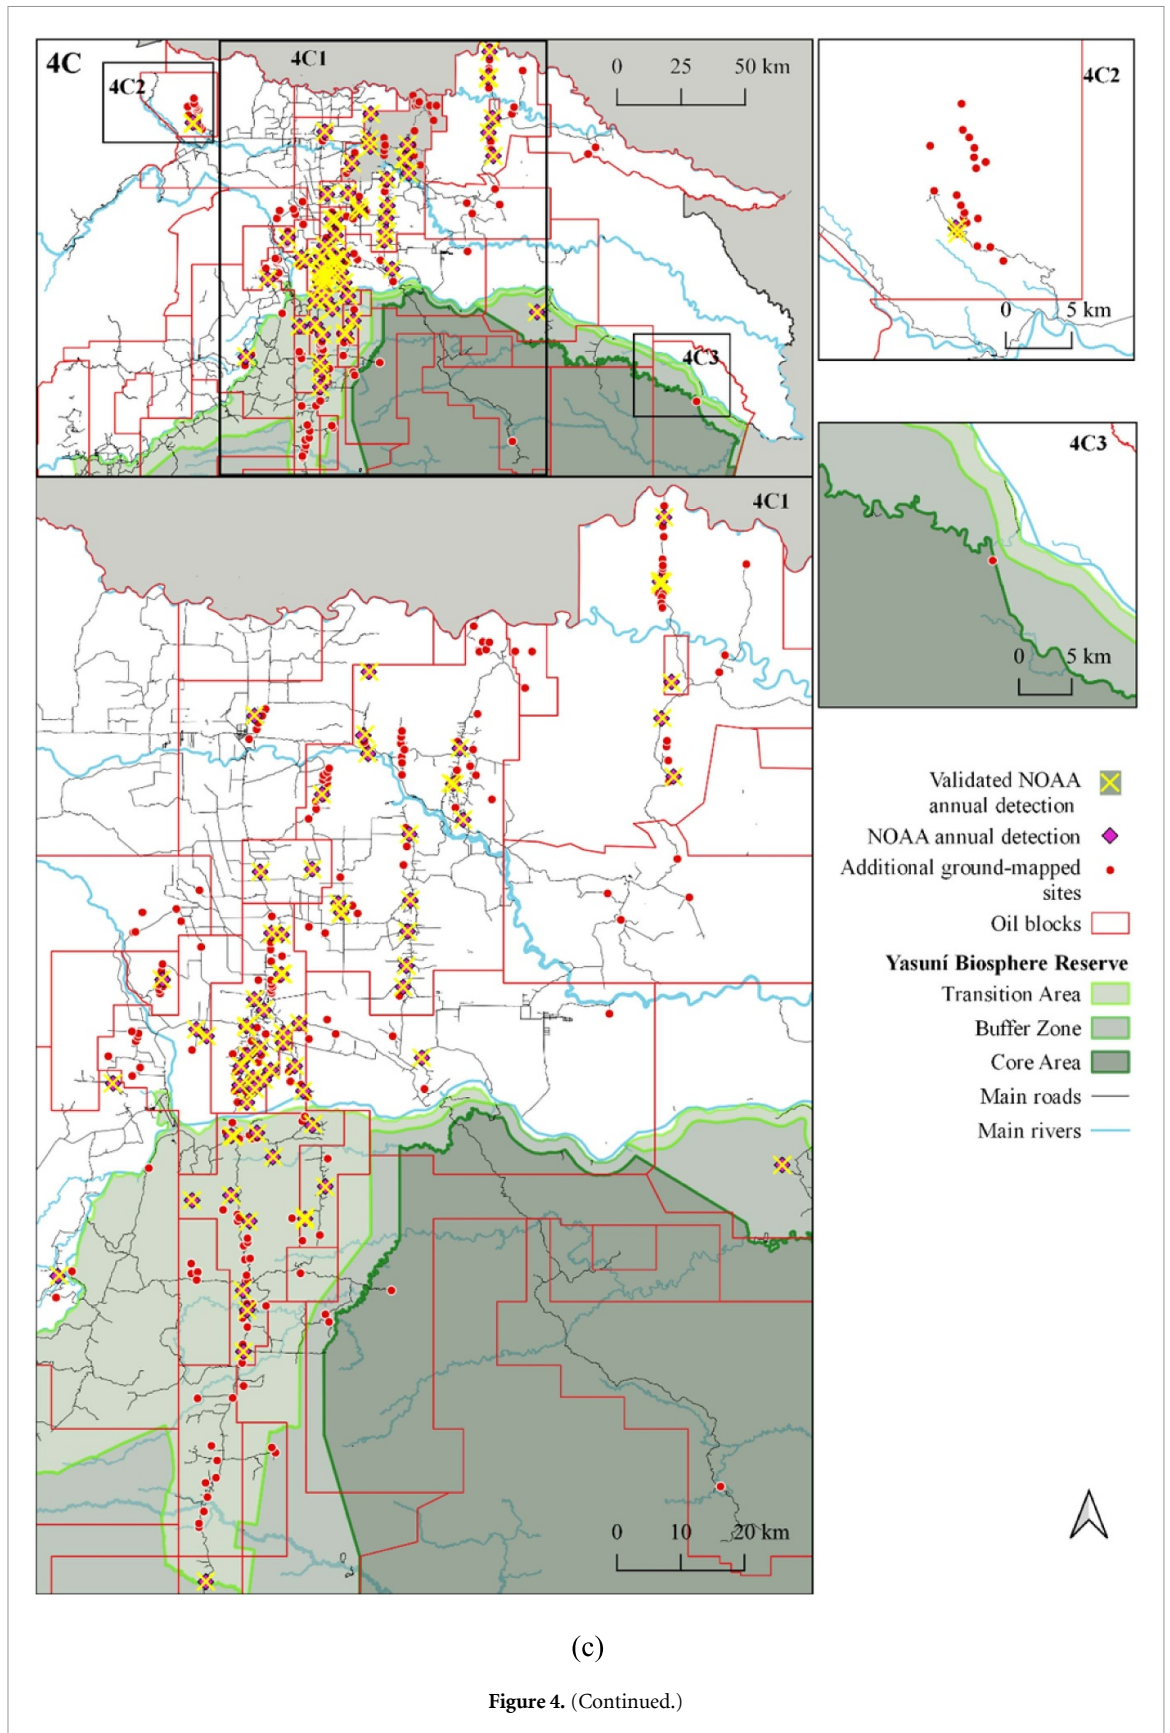 4C
4C1
4C2
0 25 50 km
4C3
4C2
0 5 km
4C3
0 5 km
4C1
0 10 20 km
Validated NOAA
annual detection
NOAA annual detection
Additional ground-mapped
sites
Oil blocks
Yasuní Biosphere Reserve
Transition Area
Buffer Zone
Core Area
Main roads
Main rivers
(c)
Figure 4. (Continued.)